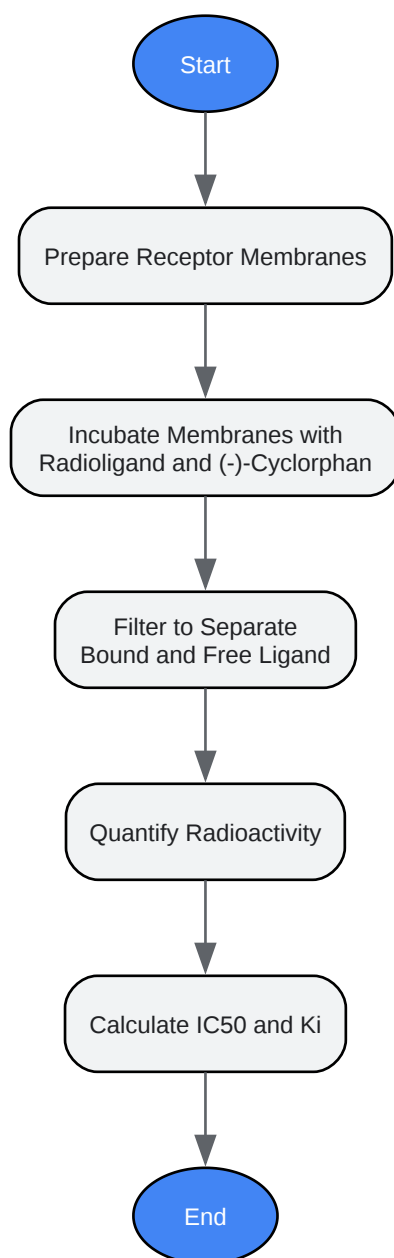 Start
Prepare Receptor Membranes
Incubate Membranes with
Radioligand and (-)-Cyclorphan
Filter to Separate
Bound and Free Ligand
Quantify Radioactivity
Calculate IC50 and Ki
End